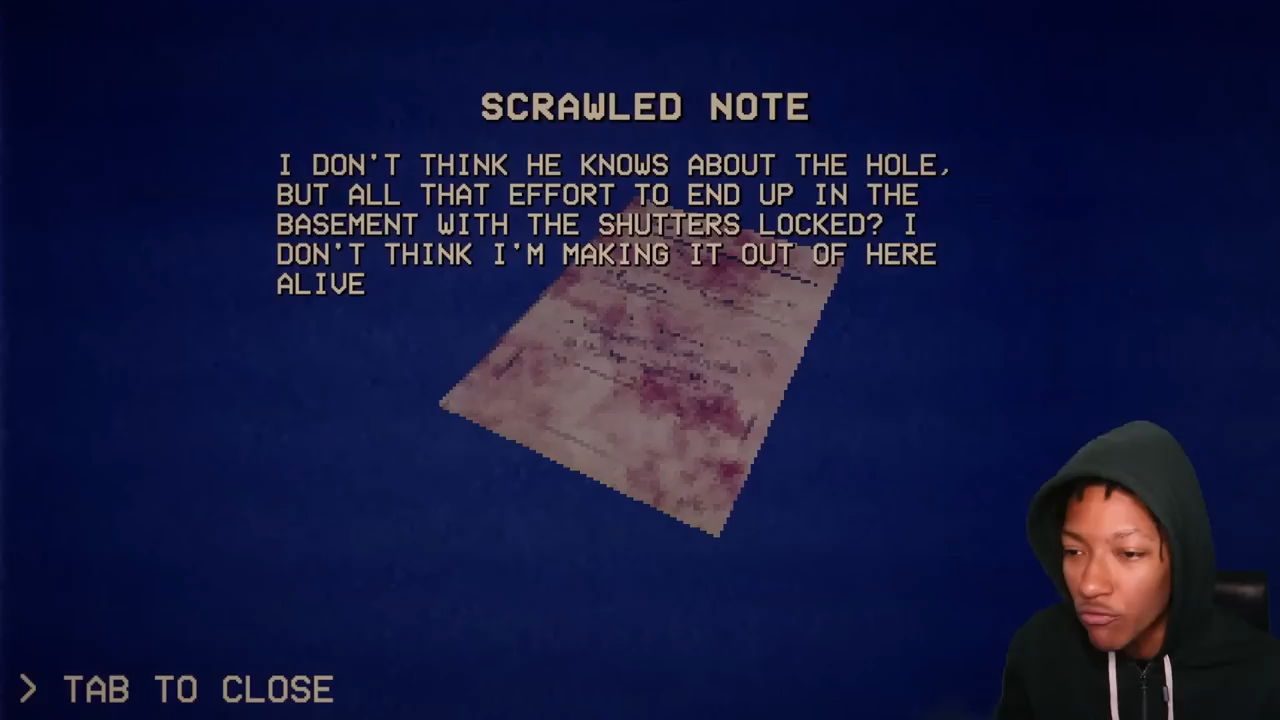 SCRAWLED NOTE
I DON'T THINK HE KNOWS ABOUT THE HOLE,
BUT ALL THAT EFFORT TO END UP IN THE
BASEMENT WITH THE SHUTTERS LOCKED? I
DON'T THINK I'M MAKING IT OUT OF HERE
ALIVE
> TAB TO CLOSE